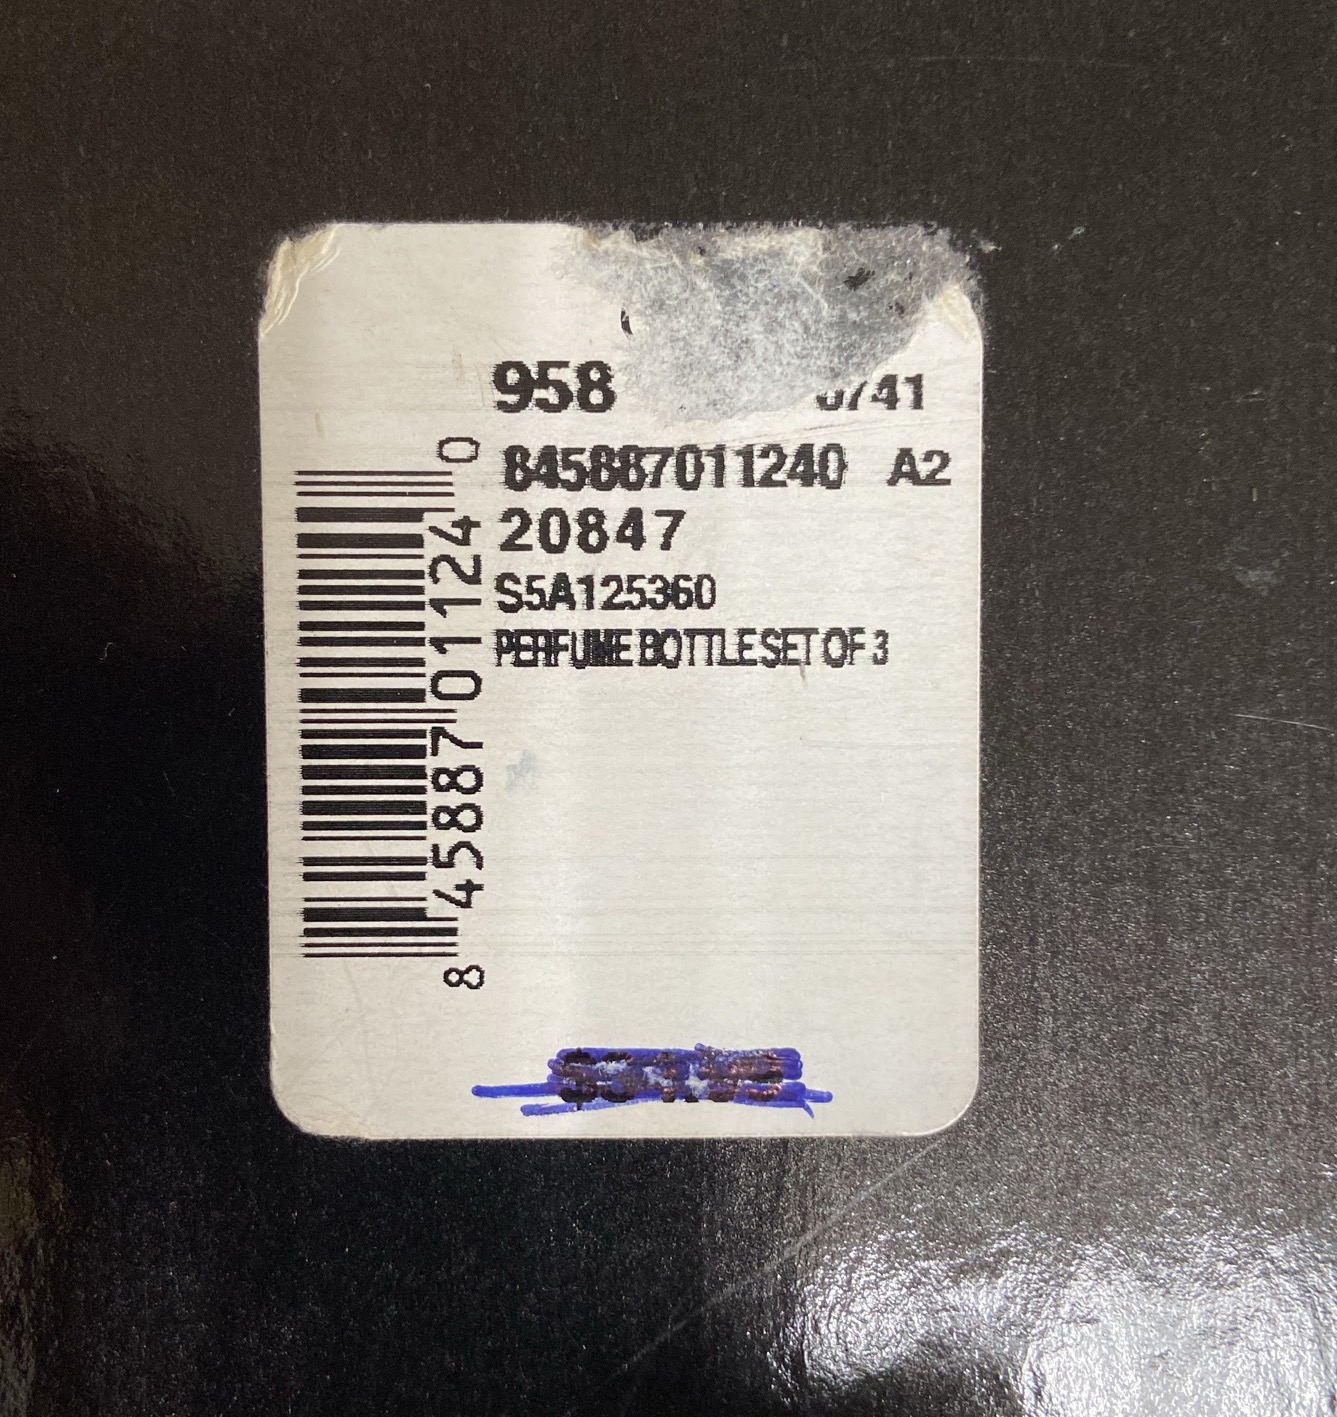 958
845887011240 A2
20847
S5A125360
PERFUME BOTTLE SET OF 3
8 45887 01124 0